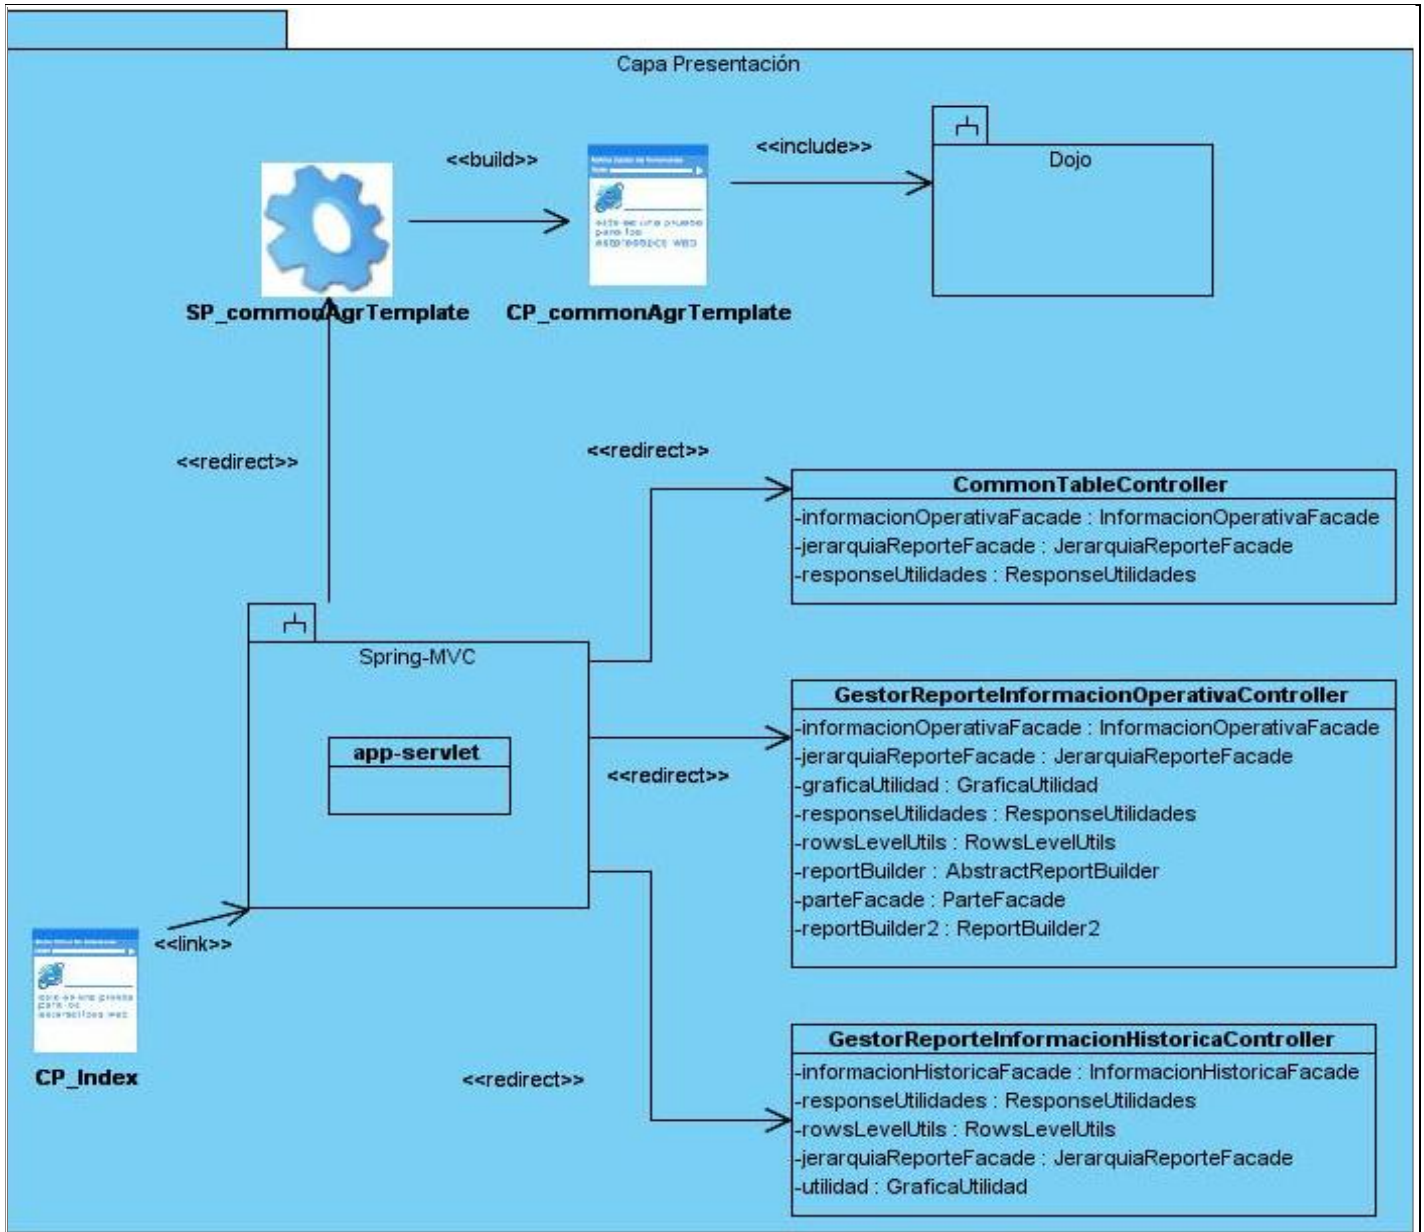 Capa Presentación
<<build>>
<<include>>
Dojo
SP_commonAgrTemplate
CP_commonAgrTemplate
<<redirect>>
<<redirect>>
CommonTableController
-informacionOperativaFacade : InformacionOperativaFacade
-jerarquiaReporteFacade : JerarquiaReporteFacade
-responseUtilidades : ResponseUtilidades
Spring-MVC
app-servlet
<<redirect>>
GestorReporteInformacionOperativaController
-informacionOperativaFacade : InformacionOperativaFacade
-jerarquiaReporteFacade : JerarquiaReporteFacade
-graficaUtilidad : GraficaUtilidad
-responseUtilidades : ResponseUtilidades
-rowsLevelUtils : RowsLevelUtils
-reportBuilder : AbstractReportBuilder
-parteFacade : ParteFacade
-reportBuilder2 : ReportBuilder2
<<link>>
CP_Index
<<redirect>>
GestorReporteInformacionHistoricaController
-informacionHistoricaFacade : InformacionHistoricaFacade
-responseUtilidades : ResponseUtilidades
-rowsLevelUtils : RowsLevelUtils
-jerarquiaReporteFacade : JerarquiaReporteFacade
-utilidad : GraficaUtilidad